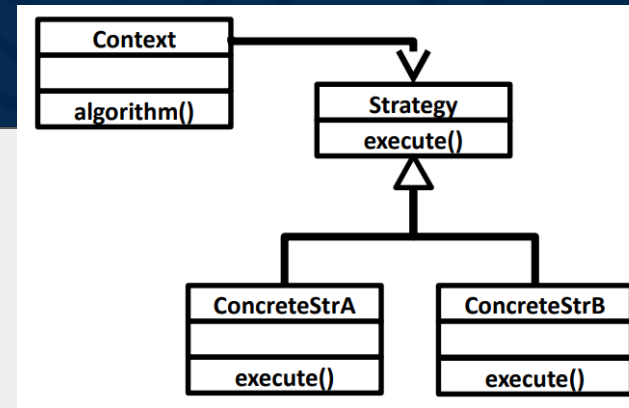 Context
algorithm()
Strategy
execute()
ConcreteStrA
execute()
ConcreteStrB
execute()